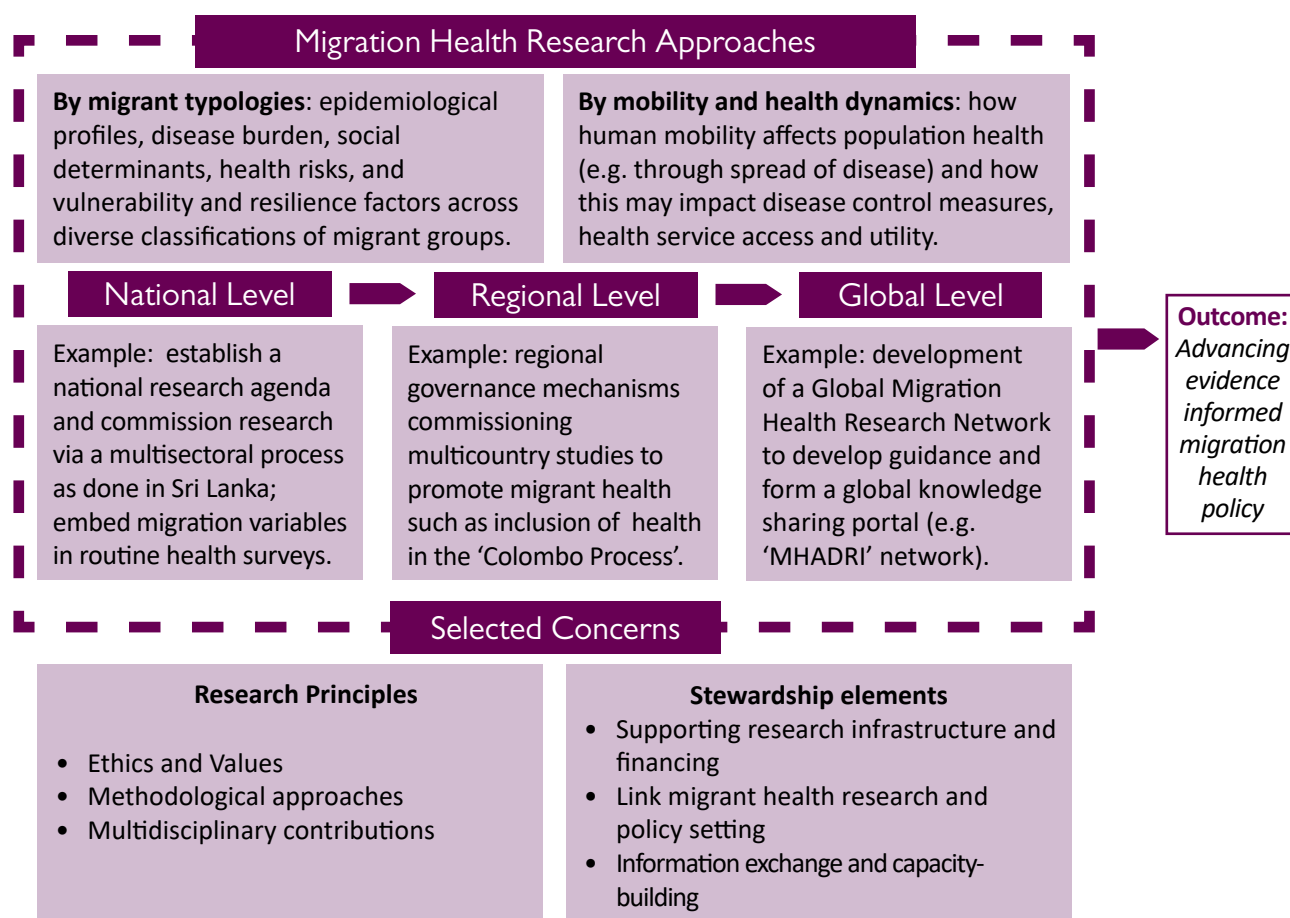 Migration Health Research Approaches
By migrant typologies: epidemiological
profiles, disease burden, social
determinants, health risks, and
vulnerability and resilience factors across
diverse classifications of migrant groups.
By mobility and health dynamics: how
human mobility affects population health
(e.g. through spread of disease) and how
this may impact disease control measures,
health service access and utility.
National Level
Regional Level
Global Level
Example: establish a
national research agenda
and commission research
via a multisectoral process
as done in Sri Lanka;
embed migration variables
in routine health surveys.
Example: regional
governance mechanisms
commissioning
multicountry studies to
promote migrant health
such as inclusion of health
in the ‘Colombo Process’.
Example: development
of a Global Migration
Health Research Network
to develop guidance and
form a global knowledge
sharing portal (e.g.
‘MHADRI’ network).
Outcome:
Advancing
evidence
informed
migration
health
policy
Selected Concerns
Research Principles
• Ethics and Values
• Methodological approaches
• Multidisciplinary contributions
Stewardship elements
• Supporting research infrastructure and
financing
• Link migrant health research and
policy setting
• Information exchange and capacity-
building